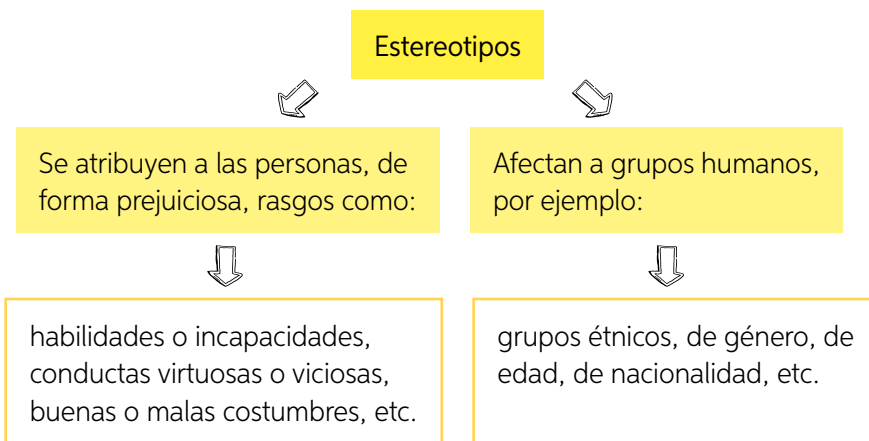 Estereotipos
Se atribuyen a las personas, de
forma prejuiciosa, rasgos como:
habilidades o incapacidades,
conductas virtuosas o viciosas,
buenas o malas costumbres, etc.
Afectan a grupos humanos,
por ejemplo:
grupos étnicos, de género, de
edad, de nacionalidad, etc.